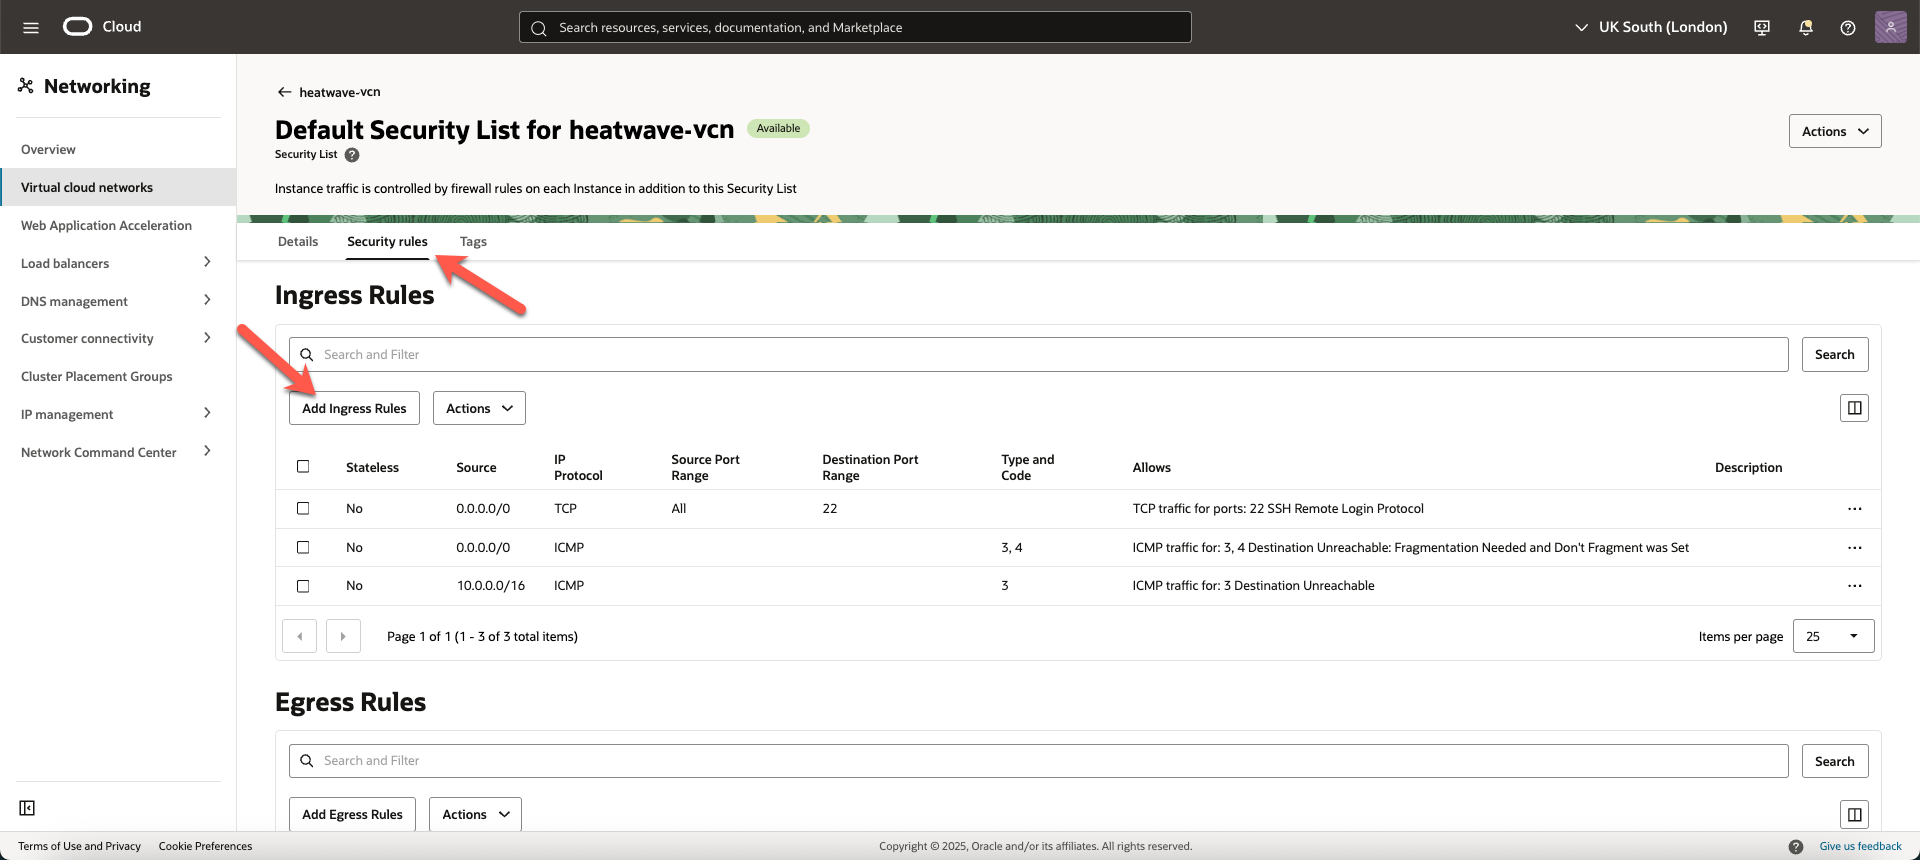 Cloud
Search resources, services, documentation, and Marketplace
UK South (London)
Networking
Overview
Virtual cloud networks
Web Application Acceleration
Load balancers
DNS management
Customer connectivity
Cluster Placement Groups
IP management
Network Command Center
heatwave-vcn
Default Security List for heatwave-vcn
Available
Actions
Security List
?
Instance traffic is controlled by firewall rules on each Instance in addition to this Security List
Details Security rules Tags
Ingress Rules
Search and Filter
Search
Add Ingress Rules
Actions
Stateless Source IP Protocol Source Port Range Destination Port Range Type and Code Allows Description
No 0.0.0.0/0 TCP All 22 TCP traffic for ports: 22 SSH Remote Login Protocol ...
No 0.0.0.0/0 ICMP 3, 4 ICMP traffic for: 3, 4 Destination Unreachable: Fragmentation Needed and Don't Fragment was Set ...
No 10.0.0.0/16 ICMP 3 ICMP traffic for: 3 Destination Unreachable ...
Page 1 of 1 (1 - 3 of 3 total items)
Items per page 25
Egress Rules
Search and Filter
Search
Add Egress Rules
Actions
Terms of Use and Privacy Cookie Preferences
Copyright © 2025, Oracle and/or its affiliates. All rights reserved.
? Give us feedback